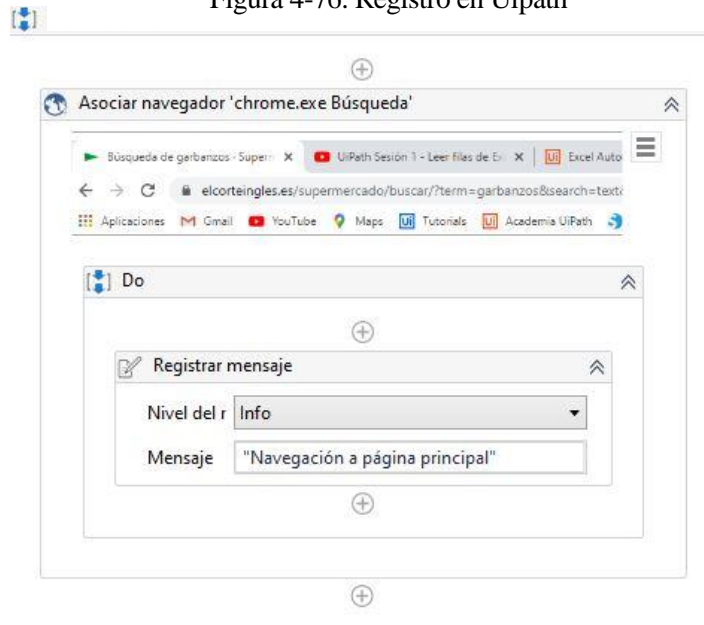 Figura 4-76. Registro en Uipath
Asociar navegador 'chrome.exe Búsqueda'
Búsqueda de garbanzos - Super UiPath Sesión 1 - Leer filas de E Excel Auto
elcorteingles.es/supermercado/buscar/?term=garbanzos&search=text
Aplicaciones Gmail YouTube Maps Tutorials Academia UiPath
Do
Registrar mensaje
Nivel del r Info
Mensaje "Navegación a página principal"